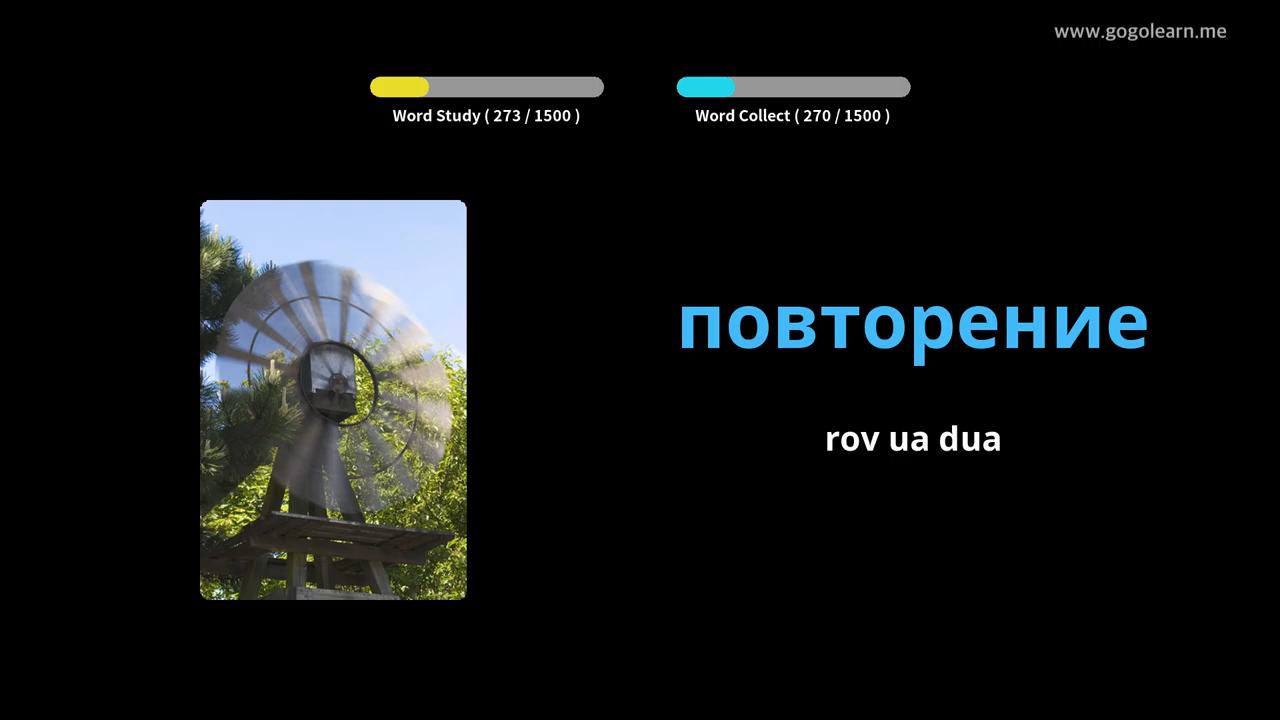 www.gogolearn.me
Word Study ( 273 / 1500 )
Word Collect ( 270 / 1500 )
повторение
rov ua dua